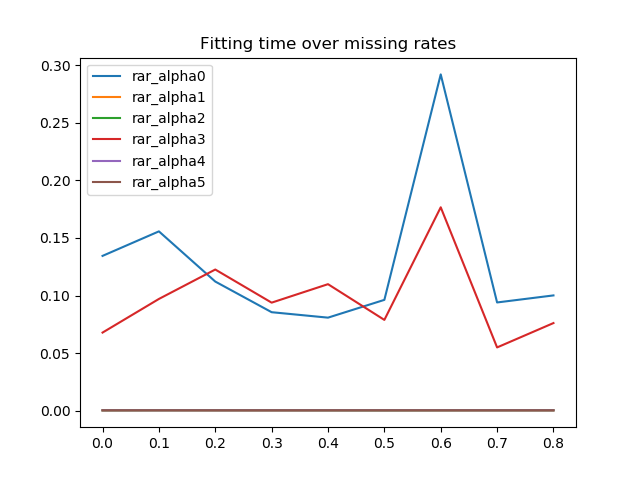 Fitting time over missing rates
rar_alpha0
rar_alpha1
rar_alpha2
rar_alpha3
rar_alpha4
rar_alpha5
0.30
0.25
0.20
0.15
0.10
0.05
0.00
0.0 0.1 0.2 0.3 0.4 0.5 0.6 0.7 0.8